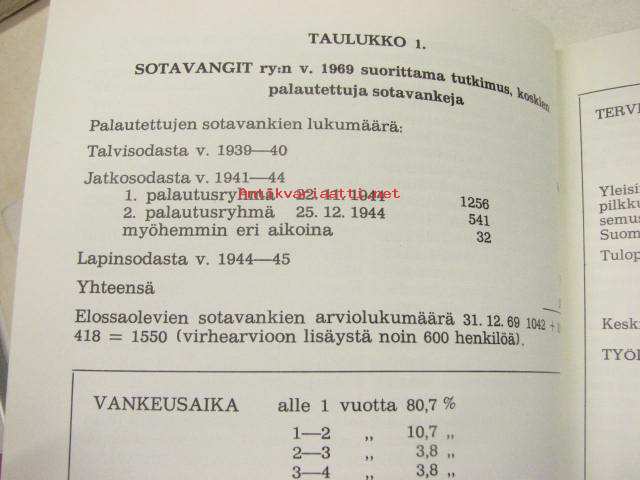 TAULUKKO 1.
SOTAVANGIT ry:n v. 1969 suorittama tutkimus, koskien
palautettuja sotavankeja
Palautettujen sotavankien lukumäärä:
Talvisodasta v. 1939—40
Jatkosodasta v. 1941—44
1. palautusryhmä 22. 11. 1944 1256
Antikvariaatti.net
2. palautusryhmä 25. 12. 1944 541
myöhemmin eri aikoina 32
Lapinsodasta v. 1944—45
Yhteensä
Elossaolevien sotavankien arviolukumäärä 31. 12. 69 1042 +
418 = 1550 (virhearvioon lisäystä noin 600 henkilöä).
VANKEUSAIKA alle 1 vuotta 80,7 %
1—2 „ 10,7 „
2—3 „ 3,8 „
3—4 „ 3,8 „
TERV
Yleisi
pilkku
semus
Suom
Tulop
Keski
TYÖ